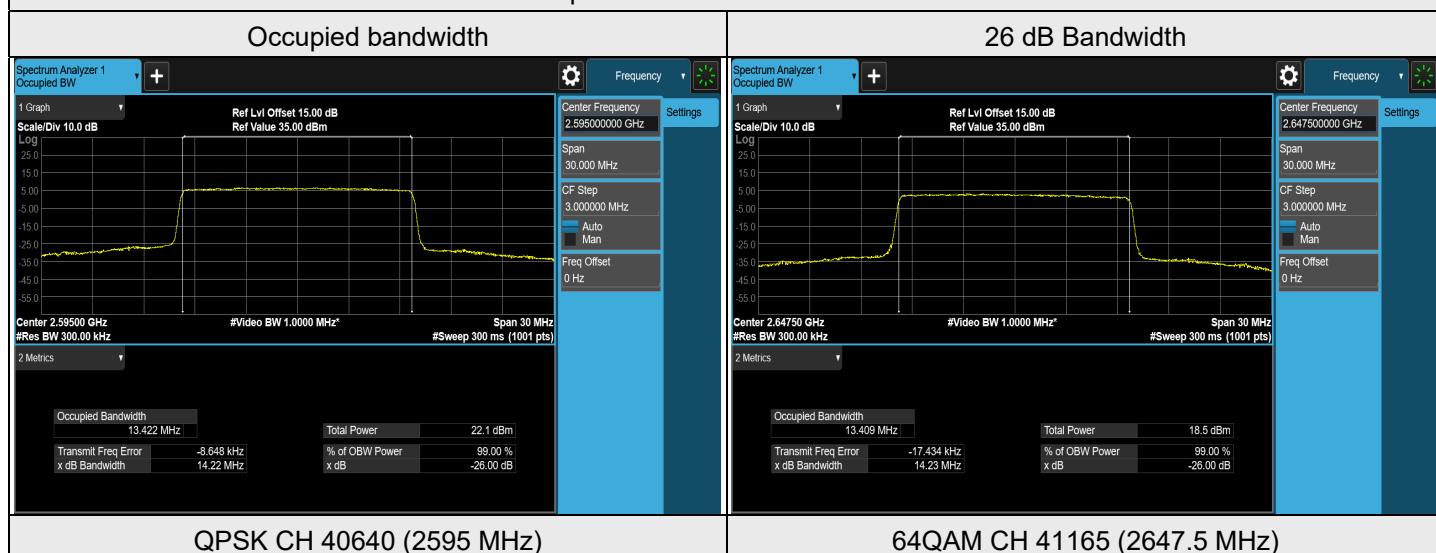 Occupied bandwidth
26 dB Bandwidth
Spectrum Analyzer 1
Occupied BW
+
Frequency
1 Graph
Scale/Div 10.0 dB
Ref Lvl Offset 15.00 dB
Ref Value 35.00 dBm
Log
25.0
15.0
5.00
-5.00
-15.0
-25.0
-35.0
-45.0
-55.0
Center 2.59500 GHz
#Res BW 300.00 kHz
#Video BW 1.0000 MHz*
Span 30 MHz
#Sweep 300 ms (1001 pts)
Center Frequency
2.595000000 GHz
Settings
Span
30.000 MHz
CF Step
3.000000 MHz
Auto
Man
Freq Offset
0 Hz
2 Metrics
Occupied Bandwidth
13.422 MHz
Total Power 22.1 dBm
Transmit Freq Error -8.648 kHz
% of OBW Power 99.00 %
x dB Bandwidth 14.22 MHz
x dB -26.00 dB
Spectrum Analyzer 1
Occupied BW
+
Frequency
1 Graph
Scale/Div 10.0 dB
Ref Lvl Offset 15.00 dB
Ref Value 35.00 dBm
Log
25.0
15.0
5.00
-5.00
-15.0
-25.0
-35.0
-45.0
-55.0
Center 2.64750 GHz
#Res BW 300.00 kHz
#Video BW 1.0000 MHz*
Span 30 MHz
#Sweep 300 ms (1001 pts)
Center Frequency
2.647500000 GHz
Settings
Span
30.000 MHz
CF Step
3.000000 MHz
Auto
Man
Freq Offset
0 Hz
2 Metrics
Occupied Bandwidth
13.409 MHz
Total Power 18.5 dBm
Transmit Freq Error -17.434 kHz
% of OBW Power 99.00 %
x dB Bandwidth 14.23 MHz
x dB -26.00 dB
QPSK CH 40640 (2595 MHz)
64QAM CH 41165 (2647.5 MHz)